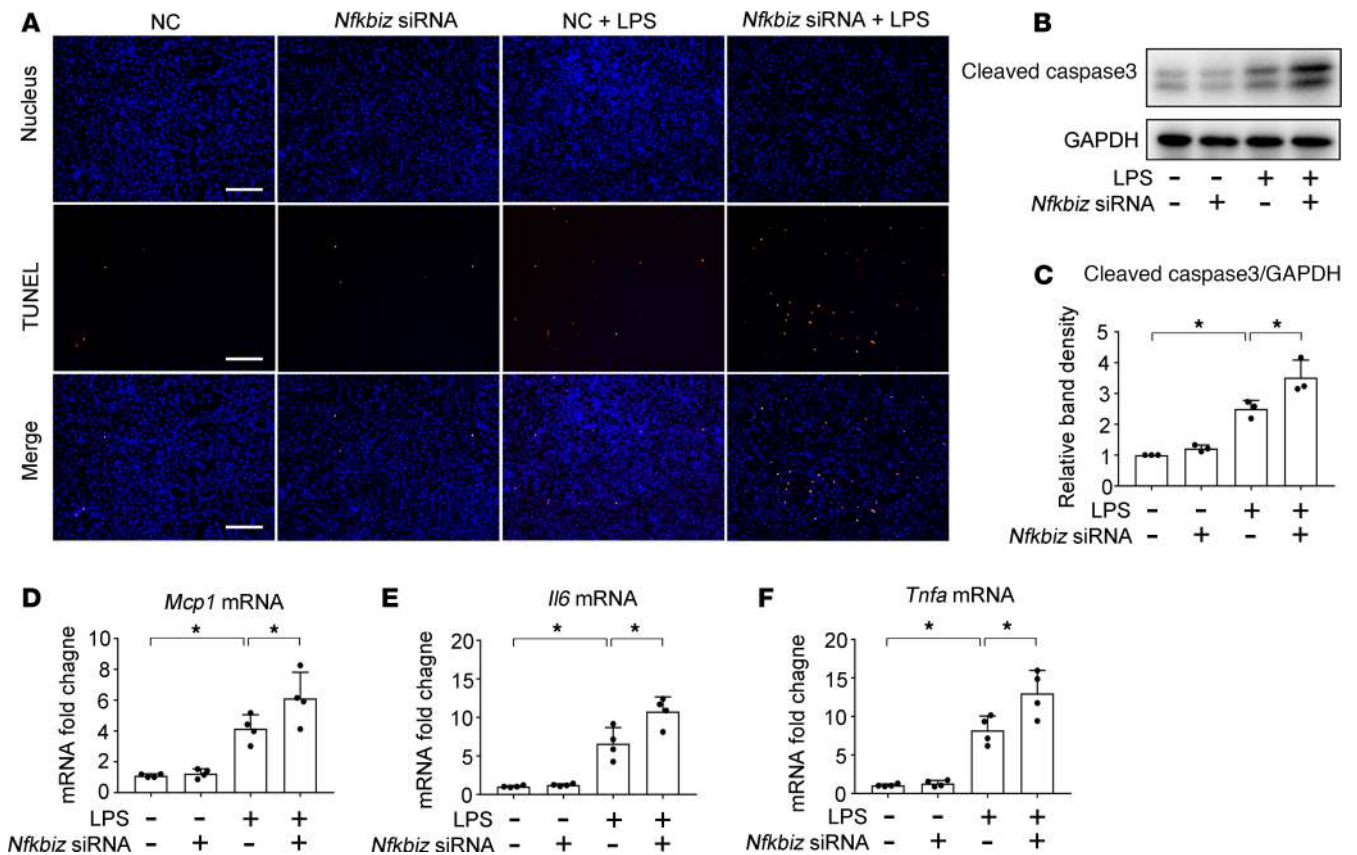 A
NC
Nfkbiz siRNA
NC + LPS
Nfkbiz siRNA + LPS
Nucleus
TUNEL
Merge
B
Cleaved caspase3
GAPDH
LPS - - + +
Nfkbiz siRNA - + - +
C
Cleaved caspase3/GAPDH
Relative band density
5
4
3
2
1
0
* *
LPS - - + +
Nfkbiz siRNA - + - +
D
Mcp1 mRNA
mRNA fold chagne
10
8
6
4
2
0
* *
LPS - - + +
Nfkbiz siRNA - + - +
E
Il6 mRNA
mRNA fold chagne
20
15
10
5
0
* *
LPS - - + +
Nfkbiz siRNA - + - +
F
Tnfa mRNA
mRNA fold chagne
20
15
10
5
0
* *
LPS - - + +
Nfkbiz siRNA - + - +